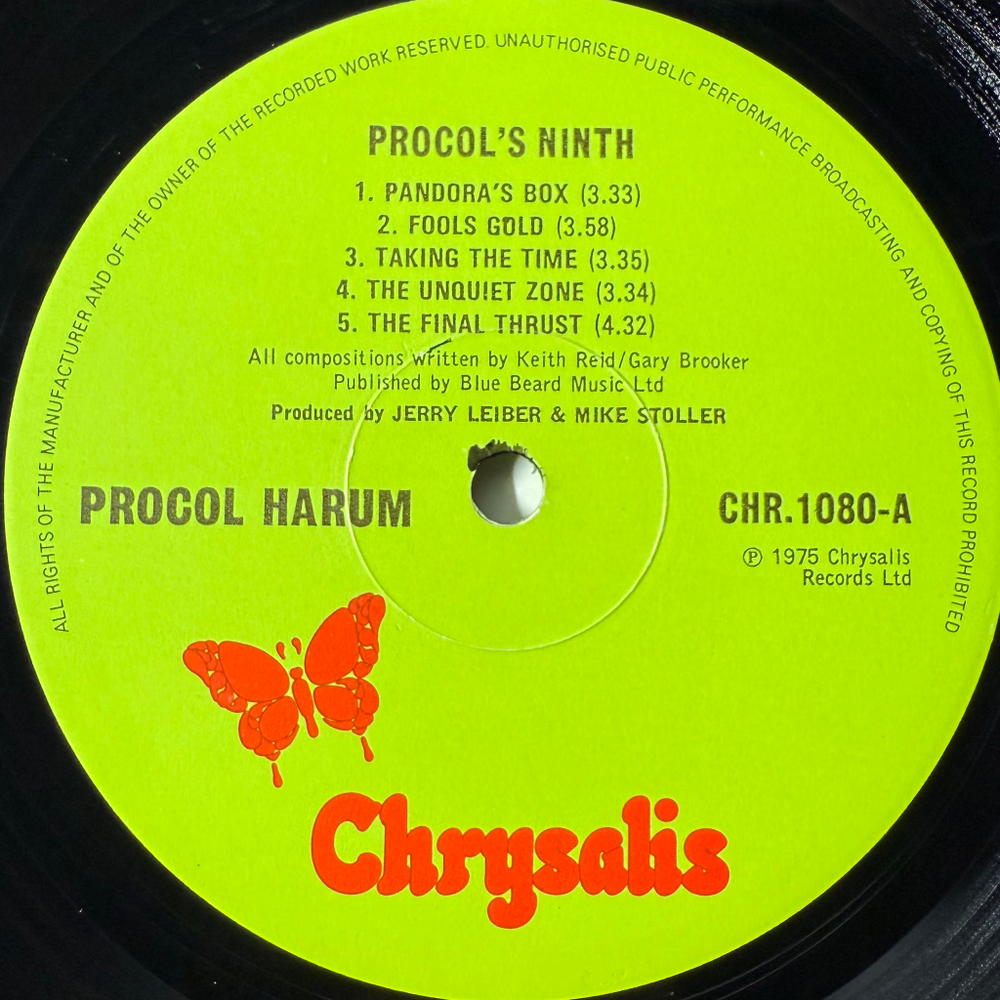 ALL RIGHTS OF THE MANUFACTURER AND OF THE OWNER OF THE RECORDED WORK RESERVED. UNAUTHORISED PUBLIC PERFORMANCE BROADCASTING AND COPYING OF THIS RECORD PROHIBITED
PROCOL'S NINTH
1. PANDORA'S BOX (3.33)
2. FOOLS GOLD (3.58)
3. TAKING THE TIME (3.35)
4. THE UNQUIET ZONE (3.34)
5. THE FINAL THRUST (4.32)
All compositions written by Keith Reid/Gary Brooker
Published by Blue Beard Music Ltd
Produced by JERRY LEIBER & MIKE STOLLER
PROCOL HARUM
CHR.1080-A
℗ 1975 Chrysalis
Records Ltd
Chrysalis